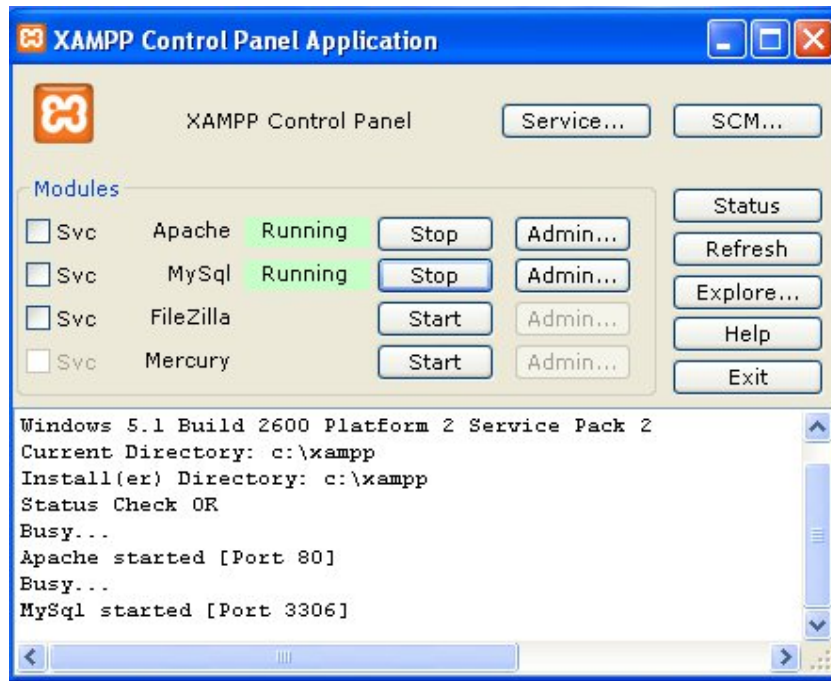 XAMPP Control Panel Application
XAMPP Control Panel Service... SCM...
Modules
Svc Apache Running Stop Admin...
Svc MySql Running Stop Admin...
Svc FileZilla Start Admin...
Svc Mercury Start Admin...
Status
Refresh
Explore...
Help
Exit
Windows 5.1 Build 2600 Platform 2 Service Pack 2
Current Directory: c:\xampp
Install(er) Directory: c:\xampp
Status Check OK
Busy...
Apache started [Port 80]
Busy...
MySql started [Port 3306]